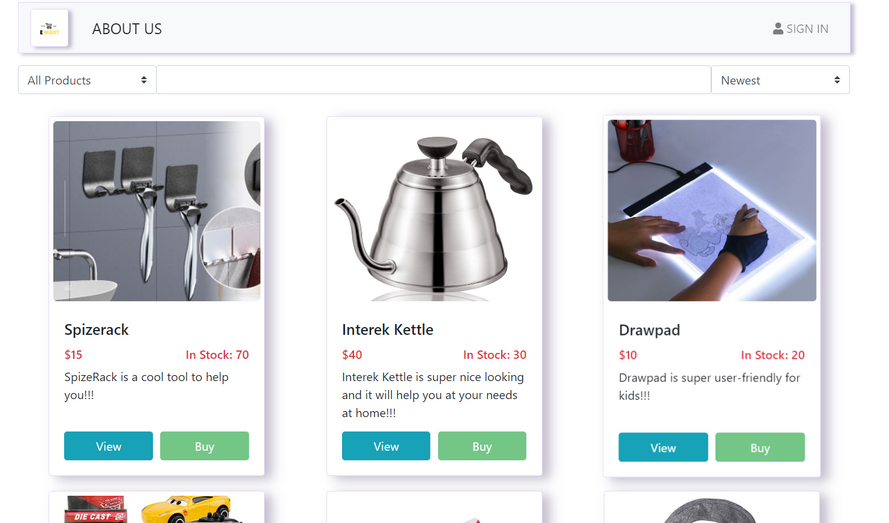 ABOUT US
SIGN IN
All Products
Newest
Spizerack
$15
In Stock: 70
SpizeRack is a cool tool to help
you!!!
View
Buy
Interek Kettle
$40
In Stock: 30
Interek Kettle is super nice looking
and it will help you at your needs
at home!!!
View
Buy
Drawpad
$10
In Stock: 20
Drawpad is super user-friendly for
kids!!!
View
Buy
DIE CAST